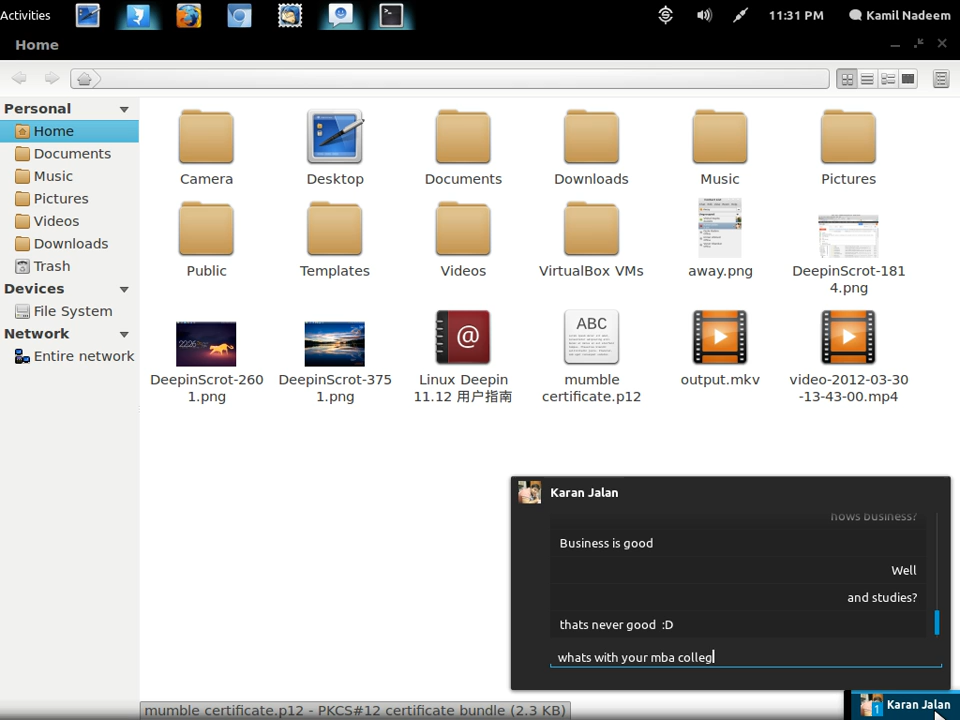 Activities
11:31 PM
Kamil Nadeem
Home
Personal
Home
Documents
Music
Pictures
Videos
Downloads
Trash
Devices
File System
Network
Entire network
Camera
Desktop
Documents
Downloads
Music
Pictures
Public
Templates
Videos
VirtualBox VMs
away.png
DeepinScrot-181
4.png
DeepinScrot-260
1.png
DeepinScrot-375
1.png
@
Linux Deepin
11.12 用户指南
ABC
mumble
certificate.p12
output.mkv
video-2012-03-30
-13-43-00.mp4
Karan Jalan
hows business?
Business is good
Well
and studies?
thats never good :D
whats with your mba colleg
mumble certificate.p12 - PKCS#12 certificate bundle (2.3 KB)
1
Karan Jalan